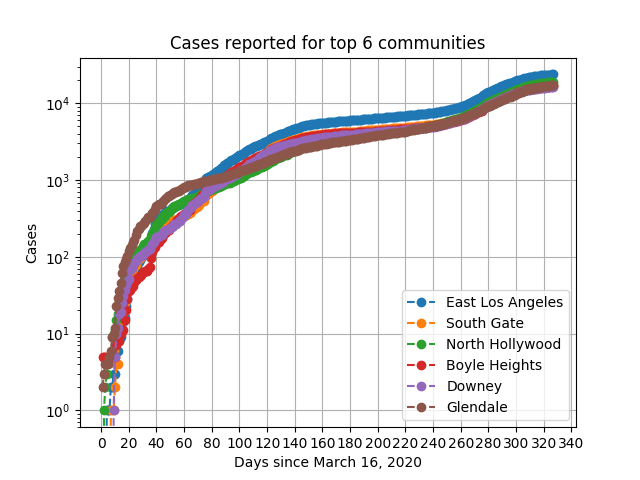 Cases reported for top 6 communities
Cases
10⁴
10³
10²
10¹
10⁰
East Los Angeles
South Gate
North Hollywood
Boyle Heights
Downey
Glendale
0 20 40 60 80 100 120 140 160 180 200 220 240 260 280 300 320 340
Days since March 16, 2020